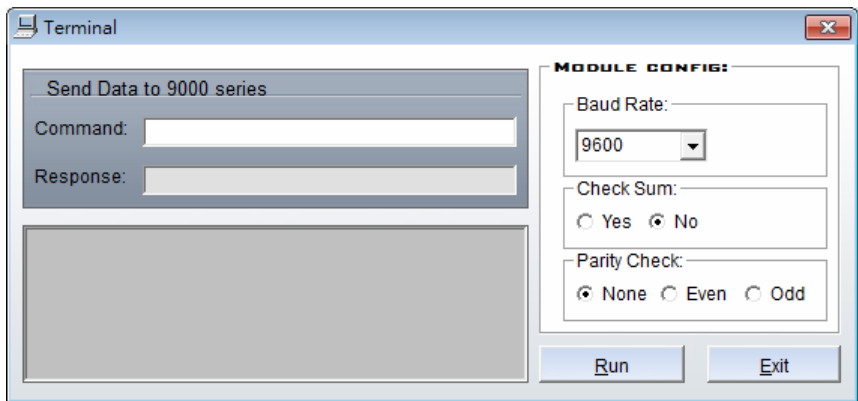 Terminal
Send Data to 9000 series
Command:
Response:
MODULE CONFIG:
Baud Rate:
9600
Check Sum:
Yes No
Parity Check:
None Even Odd
Run Exit